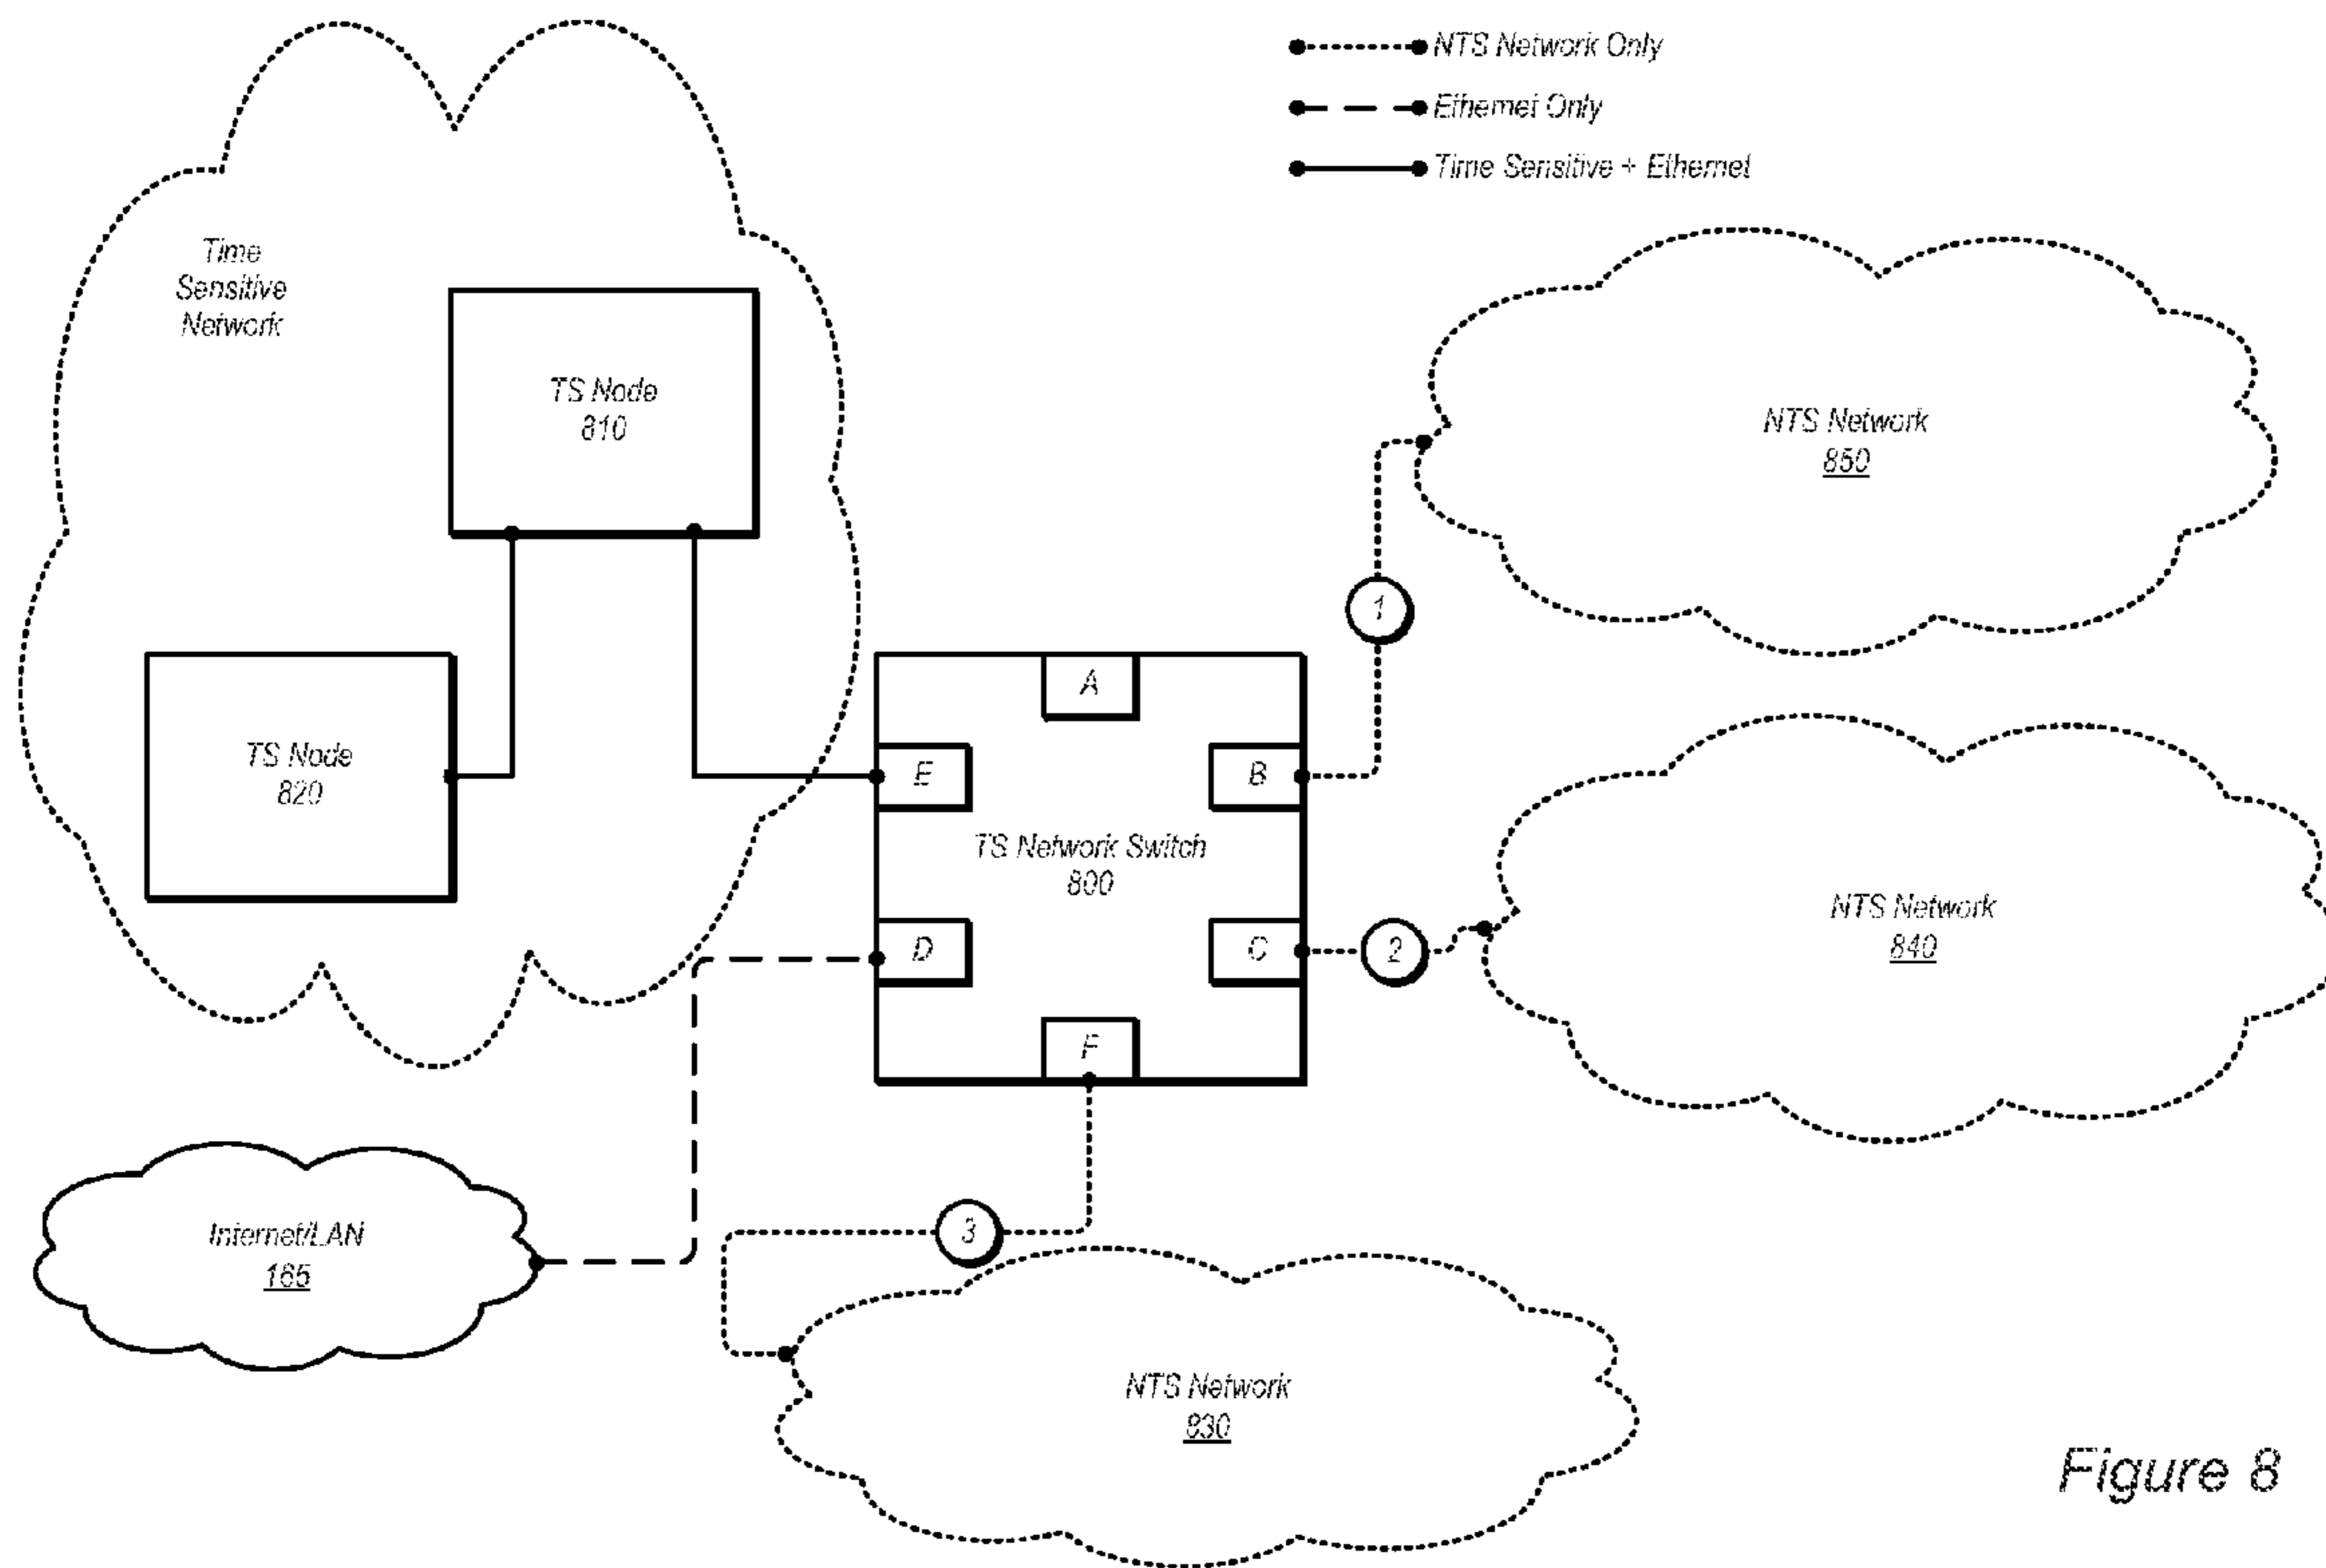 NTS Network Only
Ethernet Only
Time Sensitive + Ethernet
Time
Sensitive
Network
TS Node
810
NTS Network
850
1
TS Node
820
A
E
B
TS Network Switch
800
D
C
2
NTS Network
840
F
Internet/LAN
165
3
NTS Network
830
Figure 8